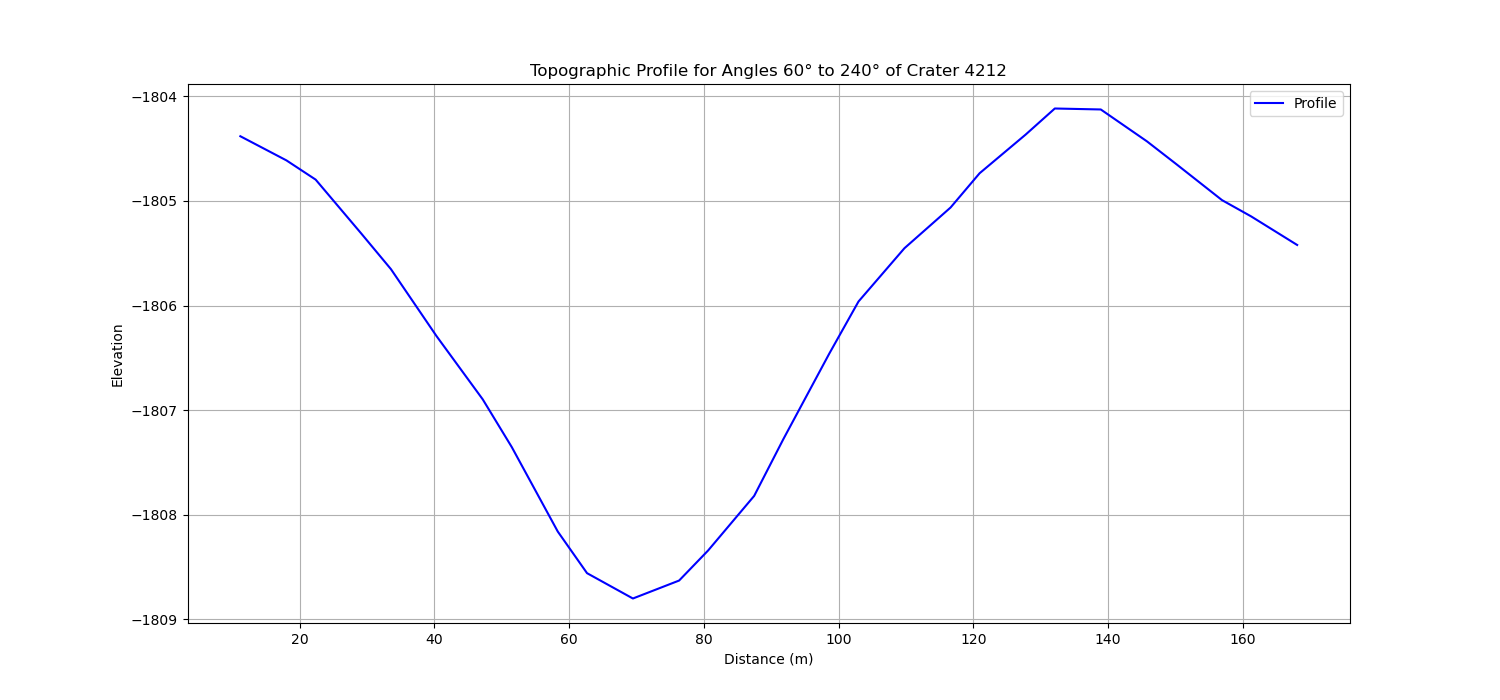 Topographic Profile for Angles 60° to 240° of Crater 4212
Profile
−1804
−1805
−1806
−1807
−1808
−1809
Elevation
20 40 60 80 100 120 140 160
Distance (m)